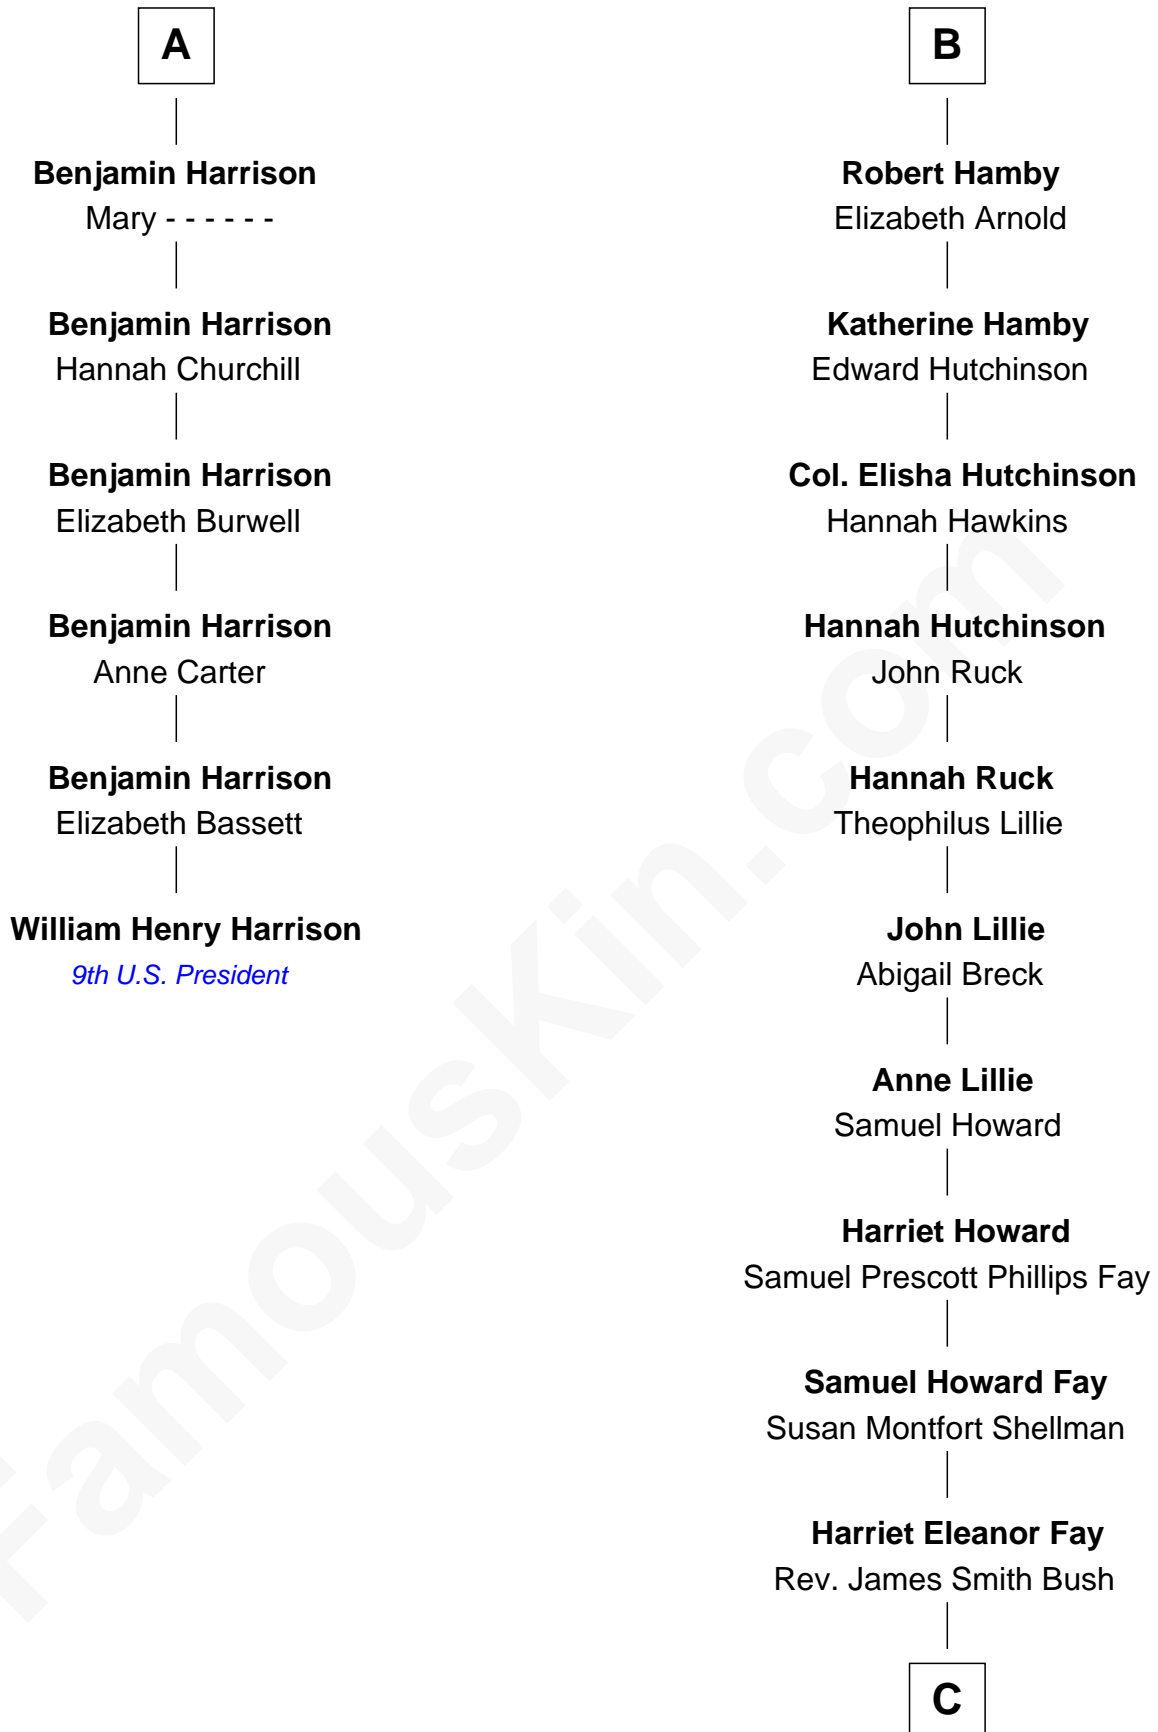 A
Benjamin Harrison
Mary - - - - - -
Benjamin Harrison
Hannah Churchill
Benjamin Harrison
Elizabeth Burwell
Benjamin Harrison
Anne Carter
Benjamin Harrison
Elizabeth Bassett
William Henry Harrison
9th U.S. President
B
Robert Hamby
Elizabeth Arnold
Katherine Hamby
Edward Hutchinson
Col. Elisha Hutchinson
Hannah Hawkins
Hannah Hutchinson
John Ruck
Hannah Ruck
Theophilus Lillie
John Lillie
Abigail Breck
Anne Lillie
Samuel Howard
Harriet Howard
Samuel Prescott Phillips Fay
Samuel Howard Fay
Susan Montfort Shellman
Harriet Eleanor Fay
Rev. James Smith Bush
C
FamousKin.com